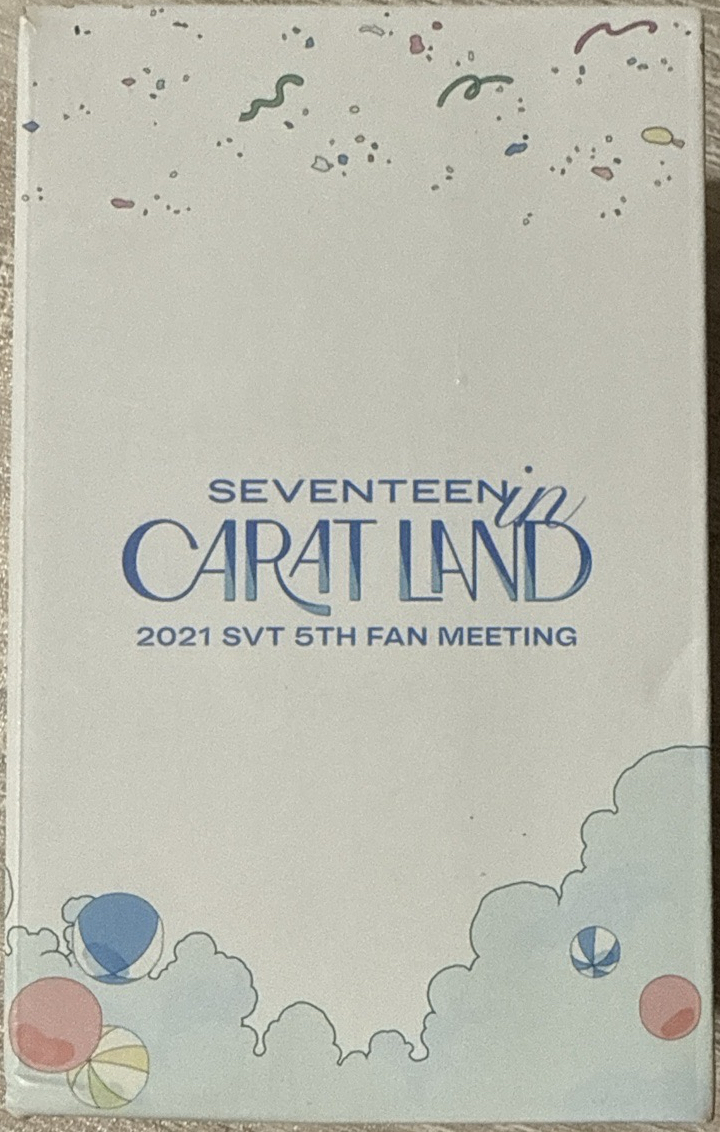 SEVENTEEN in
CARAT LAND
2021 SVT 5TH FAN MEETING